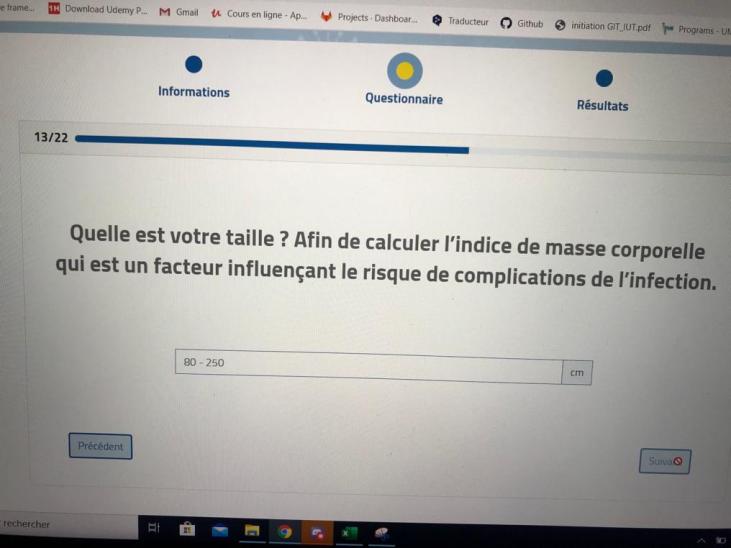 e frame...
Download Udemy P...
Gmail
Cours en ligne - Ap...
Projects · Dashboar...
Traducteur
Github
initiation GIT_IUT.pdf
Programs - UM
Informations
Questionnaire
Résultats
13/22
Quelle est votre taille ? Afin de calculer l'indice de masse corporelle
qui est un facteur influençant le risque de complications de l'infection.
80 - 250
cm
Précédent
Suiva
rechercher